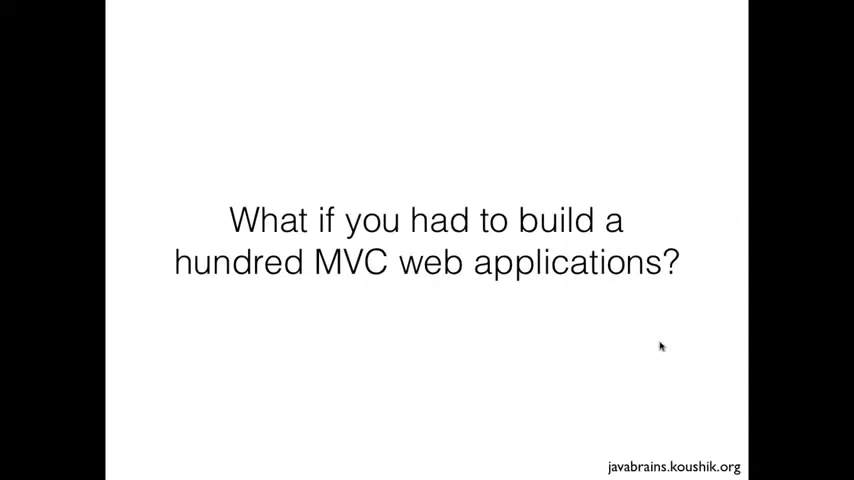 What if you had to build a
hundred MVC web applications?
javabrains.koushik.org